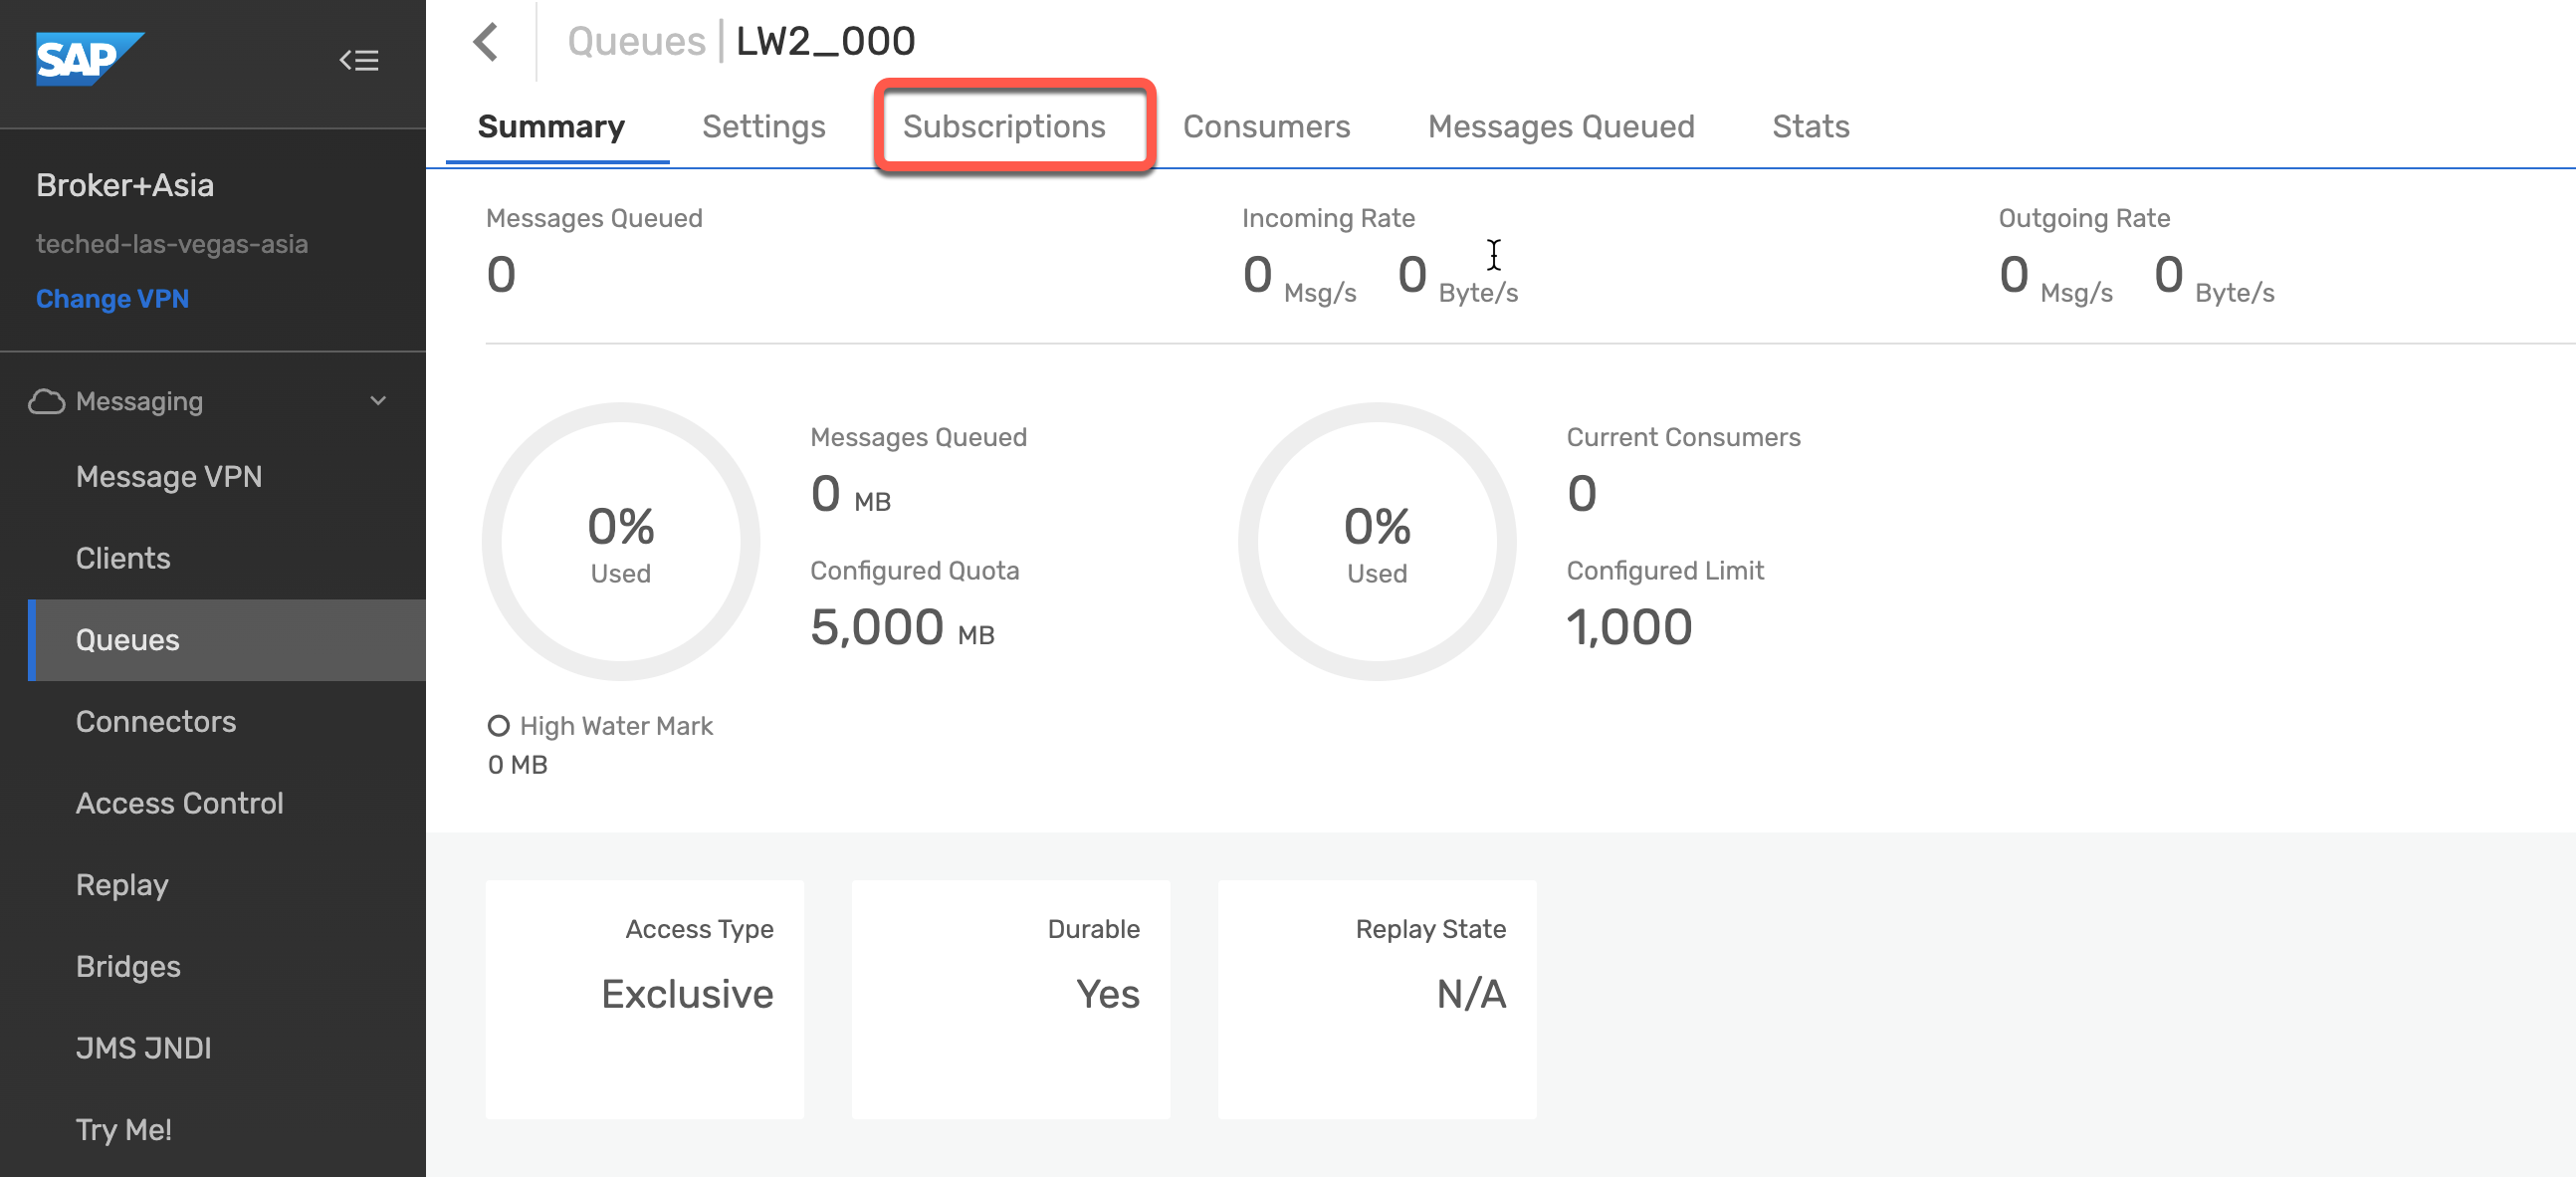 SAP
Broker+Asia
teched-las-vegas-asia
Change VPN
Messaging
Message VPN
Clients
Queues
Connectors
Access Control
Replay
Bridges
JMS JNDI
Try Me!
Queues | LW2_000
Summary Settings Subscriptions Consumers Messages Queued Stats
Messages Queued
0
Incoming Rate
0 Msg/s 0 Byte/s
Outgoing Rate
0 Msg/s 0 Byte/s
0%
Used
Messages Queued
0 MB
Configured Quota
5,000 MB
High Water Mark
0 MB
0%
Used
Current Consumers
0
Configured Limit
1,000
Access Type
Exclusive
Durable
Yes
Replay State
N/A